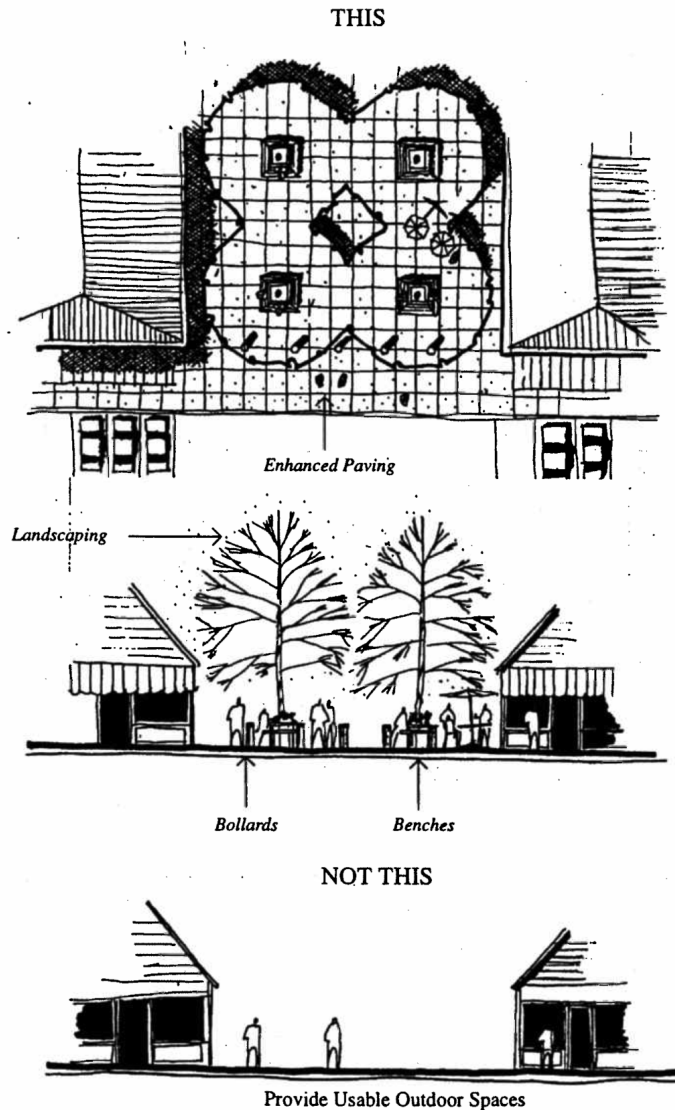 THIS
Enhanced Paving
Landscaping
Bollards
Benches
NOT THIS
Provide Usable Outdoor Spaces